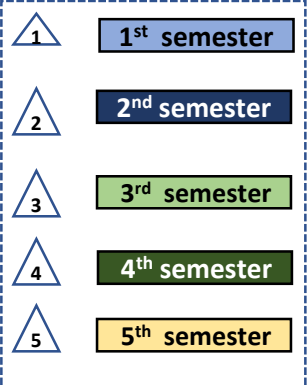 1 1st semester
2 2nd semester
3 3rd semester
4 4th semester
5 5th semester